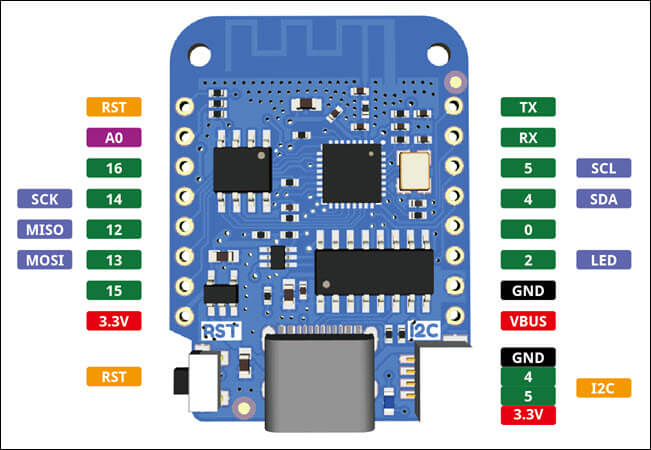 RST TX
A0 RX
16 5 SCL
SCK 14 4 SDA
MISO 12 0
MOSI 13 2 LED
15 GND
3.3V VBUS
RST I2C
GND
RST 4 I2C
5
3.3V